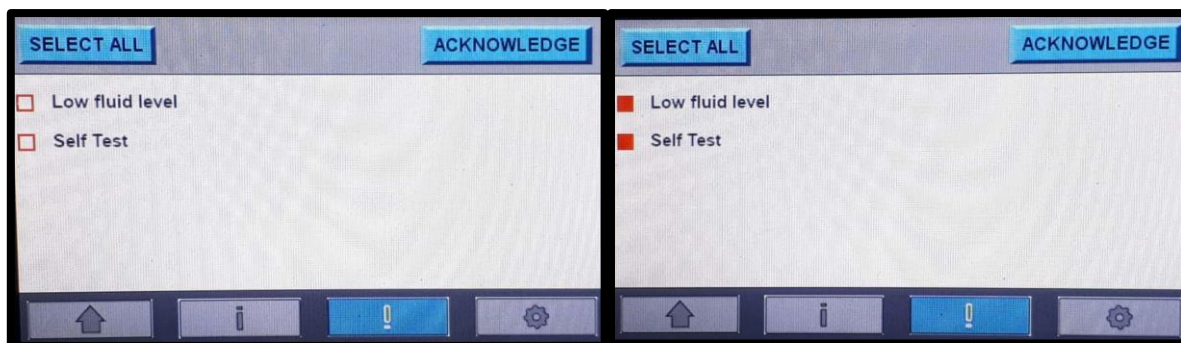 SELECT ALL ACKNOWLEDGE
Low fluid level
Self Test
SELECT ALL ACKNOWLEDGE
Low fluid level
Self Test